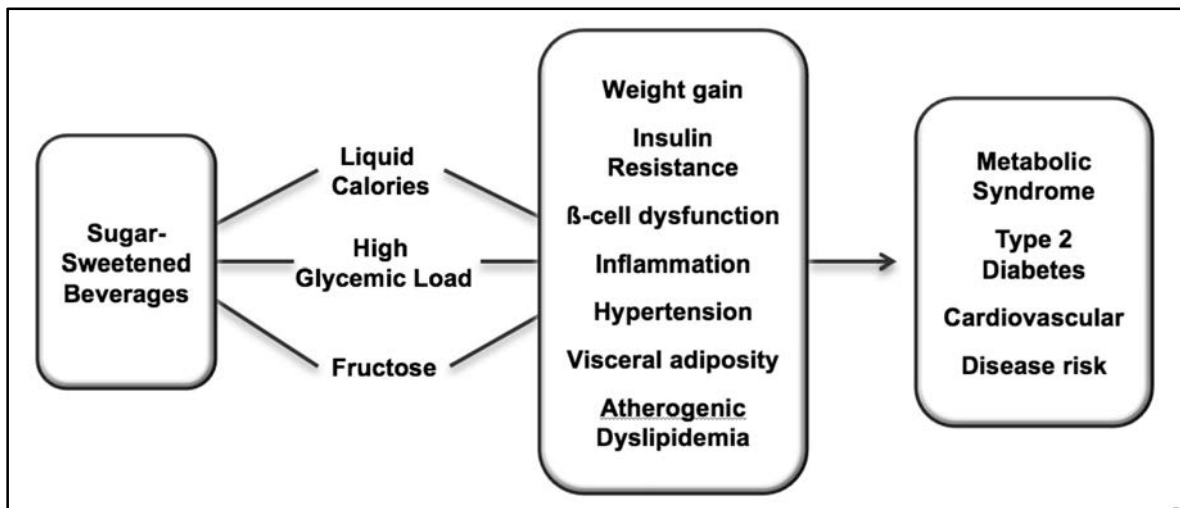 Sugar-
Sweetened
Beverages
Liquid
Calories
High
Glycemic Load
Fructose
Weight gain
Insulin
Resistance
ß-cell dysfunction
Inflammation
Hypertension
Visceral adiposity
Atherogenic
Dyslipidemia
Metabolic
Syndrome
Type 2
Diabetes
Cardiovascular
Disease risk